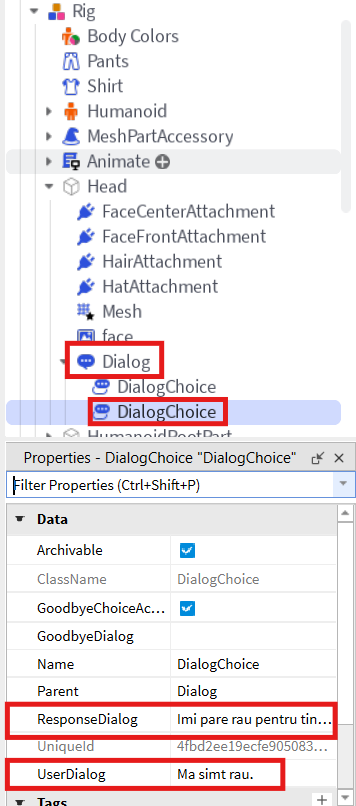 Rig
Body Colors
Pants
Shirt
Humanoid
MeshPartAccessory
Animate
Head
FaceCenterAttachment
FaceFrontAttachment
HairAttachment
HatAttachment
Mesh
face
Dialog
DialogChoice
DialogChoice
HumanoidRootPart
Properties - DialogChoice "DialogChoice"
Filter Properties (Ctrl+Shift+P)
Data
Archivable
ClassName DialogChoice
GoodbyeChoiceAc...
GoodbyeDialog
Name DialogChoice
Parent Dialog
ResponseDialog Imi pare rau pentru tin...
UniqueId 4fbd2ee19ecfe905083...
UserDialog Ma simt rau.
Tags